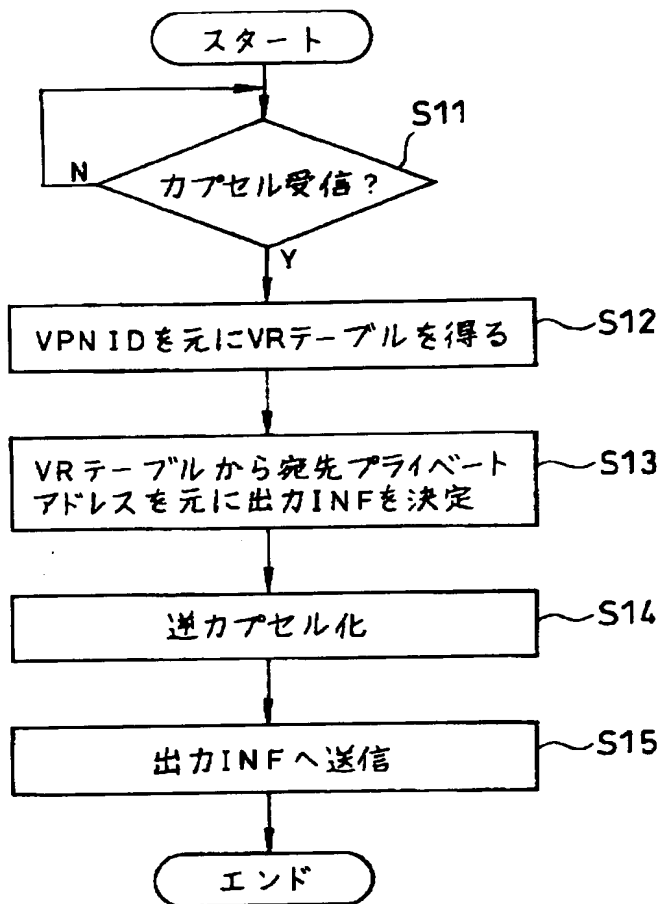 スタート
S11
N
カプセル受信?
Y
VPN IDを元にVRテーブルを得る
S12
VRテーブルから宛先プライベート
アドレスを元に出力INFを決定
S13
逆カプセル化
S14
出力INFへ送信
S15
エンド